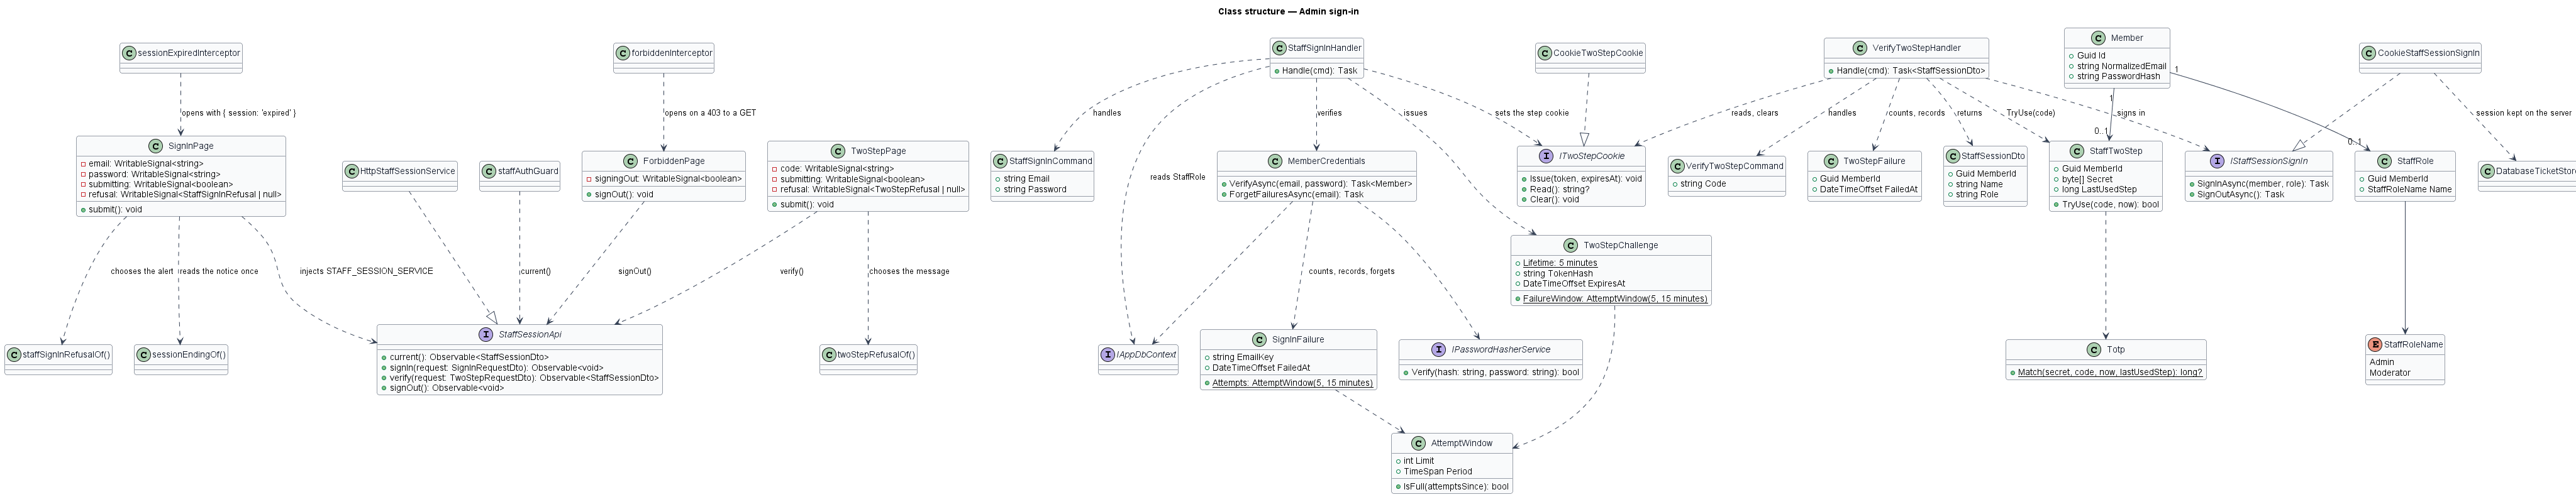 Class structure — Admin sign-in
sessionExpiredInterceptor
forbiddenInterceptor
StaffSignInHandler
Handle(cmd): Task
CookieTwoStepCookie
VerifyTwoStepHandler
Handle(cmd): Task<StaffSessionDto>
Member
Guid Id
string NormalizedEmail
string PasswordHash
CookieStaffSessionSignIn
opens with { session: 'expired' }
opens on a 403 to a GET
handles
reads StaffRole
verifies
issues
sets the step cookie
reads, clears
handles
counts, records
returns
TryUse(code)
signs in
1
0..1
1
0..1
session kept on the server
SignInPage
email: WritableSignal<string>
password: WritableSignal<string>
submitting: WritableSignal<boolean>
refusal: WritableSignal<StaffSignInRefusal | null>
submit(): void
HttpStaffSessionService
staffAuthGuard
ForbiddenPage
signingOut: WritableSignal<boolean>
signOut(): void
TwoStepPage
code: WritableSignal<string>
submitting: WritableSignal<boolean>
refusal: WritableSignal<TwoStepRefusal | null>
submit(): void
StaffSignInCommand
string Email
string Password
MemberCredentials
VerifyAsync(email, password): Task<Member>
ForgetFailuresAsync(email): Task
ITwoStepCookie
Issue(token, expiresAt): void
Read(): string?
Clear(): void
VerifyTwoStepCommand
string Code
TwoStepFailure
Guid MemberId
DateTimeOffset FailedAt
StaffSessionDto
Guid MemberId
string Name
string Role
StaffTwoStep
Guid MemberId
byte[] Secret
long LastUsedStep
TryUse(code, now): bool
IStaffSessionSignIn
SignInAsync(member, role): Task
SignOutAsync(): Task
StaffRole
Guid MemberId
StaffRoleName Name
DatabaseTicketStore
chooses the alert
reads the notice once
injects STAFF_SESSION_SERVICE
current()
signOut()
verify()
chooses the message
counts, records, forgets
TwoStepChallenge
Lifetime: 5 minutes
string TokenHash
DateTimeOffset ExpiresAt
FailureWindow: AttemptWindow(5, 15 minutes)
staffSignInRefusalOf()
sessionEndingOf()
StaffSessionApi
current(): Observable<StaffSessionDto>
signIn(request: SignInRequestDto): Observable<void>
verify(request: TwoStepRequestDto): Observable<StaffSessionDto>
signOut(): Observable<void>
twoStepRefusalOf()
IAppDbContext
SignInFailure
string EmailKey
DateTimeOffset FailedAt
Attempts: AttemptWindow(5, 15 minutes)
IPasswordHasherService
Verify(hash: string, password: string): bool
Totp
Match(secret, code, now, lastUsedStep): long?
StaffRoleName
Admin
Moderator
AttemptWindow
int Limit
TimeSpan Period
IsFull(attemptsSince): bool